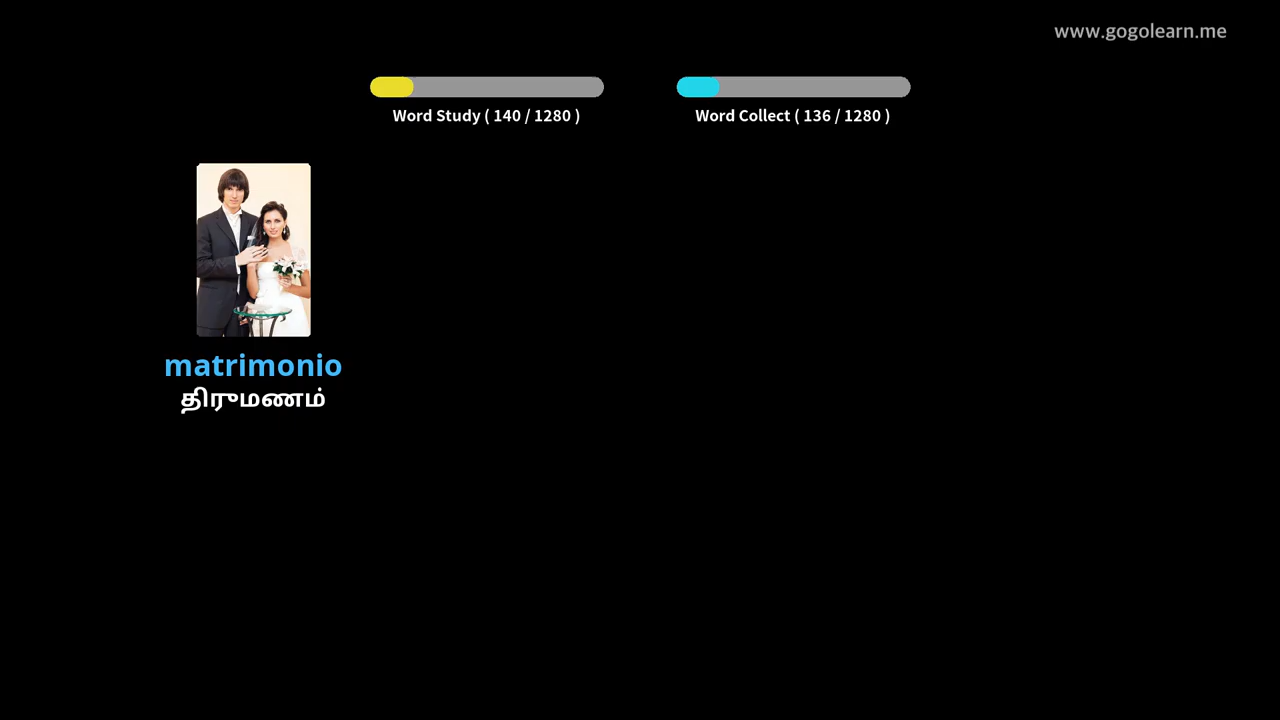 www.gogolearn.me
Word Study ( 140 / 1280 )
Word Collect ( 136 / 1280 )
matrimonio
திருமணம்